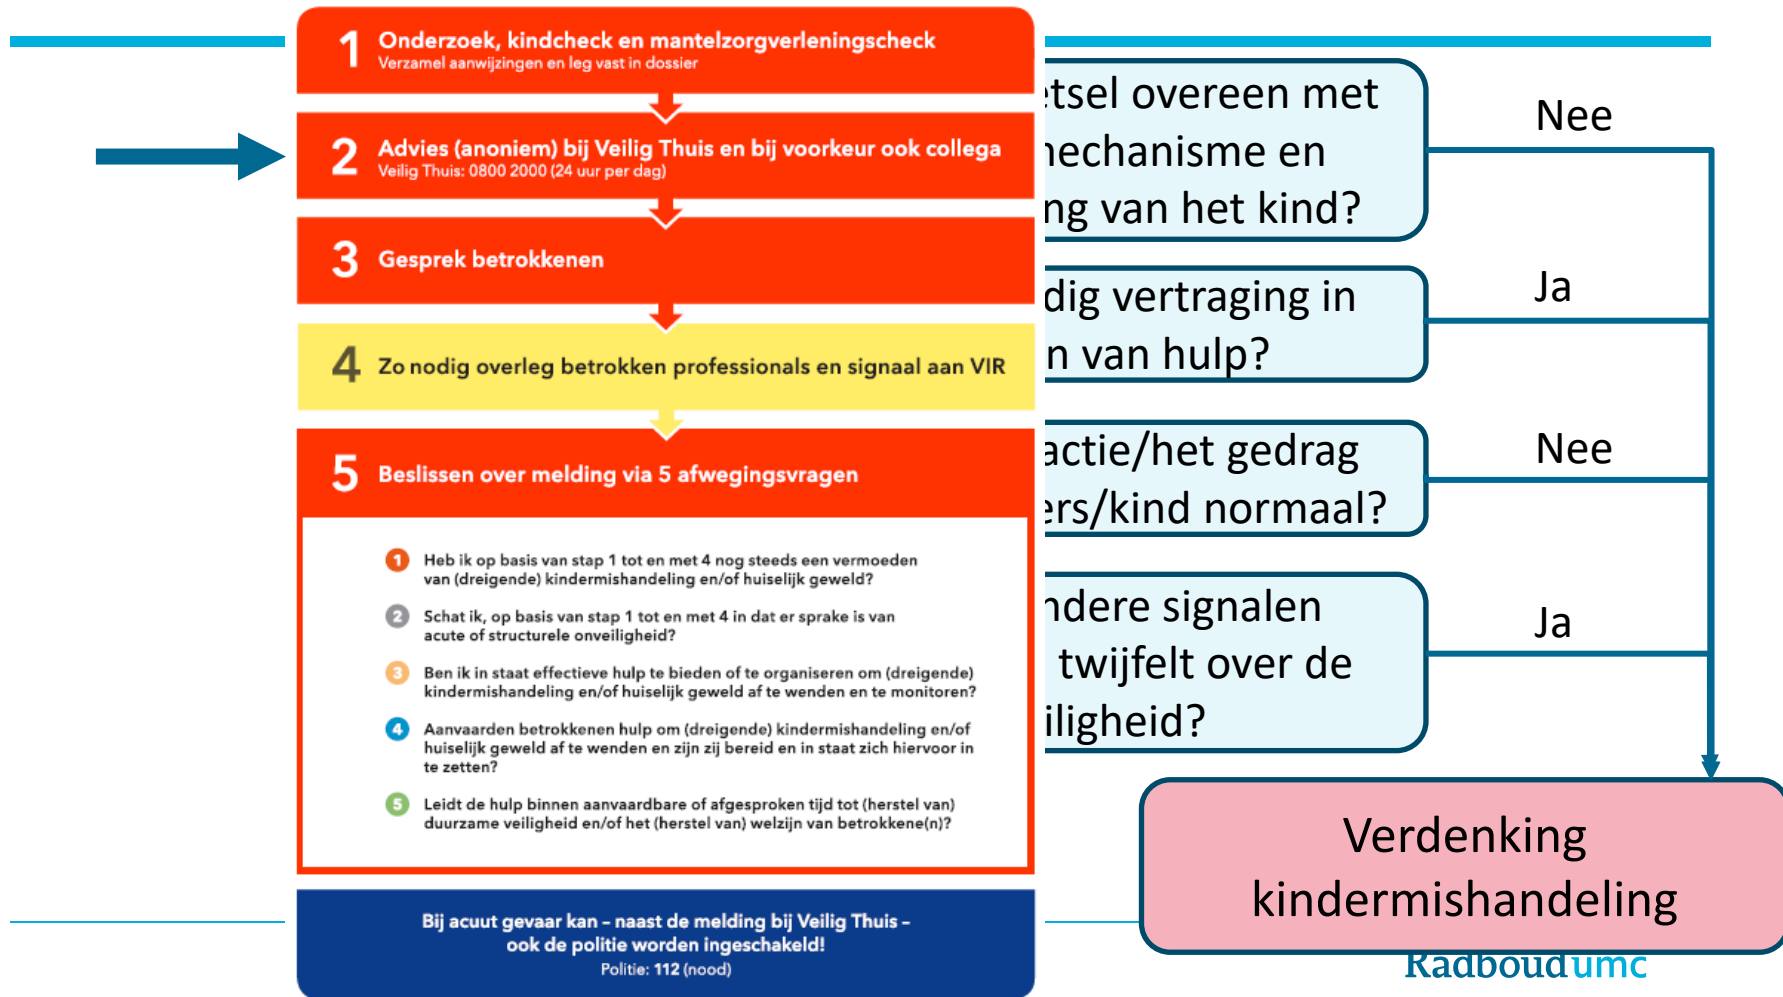 1 Onderzoek, kindcheck en mantelzorgverleningscheck
Verzamel aanwijzingen en leg vast in dossier
2 Advies (anoniem) bij Veilig Thuis en bij voorkeur ook collega
Veilig Thuis: 0800 2000 (24 uur per dag)
3 Gesprek betrokkenen
4 Zo nodig overleg betrokken professionals en signaal aan VIR
5 Beslissen over melding via 5 afwegingsvragen
1 Heb ik op basis van stap 1 tot en met 4 nog steeds een vermoeden
van (dreigende) kindermishandeling en/of huiselijk geweld?
2 Schat ik, op basis van stap 1 tot en met 4 in dat er sprake is van
acute of structurele onveiligheid?
3 Ben ik in staat effectieve hulp te bieden of te organiseren om (dreigende)
kindermishandeling en/of huiselijk geweld af te wenden en te monitoren?
4 Aanvaarden betrokkenen hulp om (dreigende) kindermishandeling en/of
huiselijk geweld af te wenden en zijn zij bereid en in staat zich hiervoor in
te zetten?
5 Leidt de hulp binnen aanvaardbare of afgesproken tijd tot (herstel van)
duurzame veiligheid en/of het (herstel van) welzijn van betrokkene(n)?
Bij acuut gevaar kan – naast de melding bij Veilig Thuis –
ook de politie worden ingeschakeld!
Politie: 112 (nood)
etsel overeen met
echanisme en
ng van het kind?
Nee
dig vertraging in
n van hulp?
Ja
actie/het gedrag
ers/kind normaal?
Nee
ndere signalen
twijfelt over de
iligheid?
Ja
Verdenking
kindermishandeling
Radboudumc